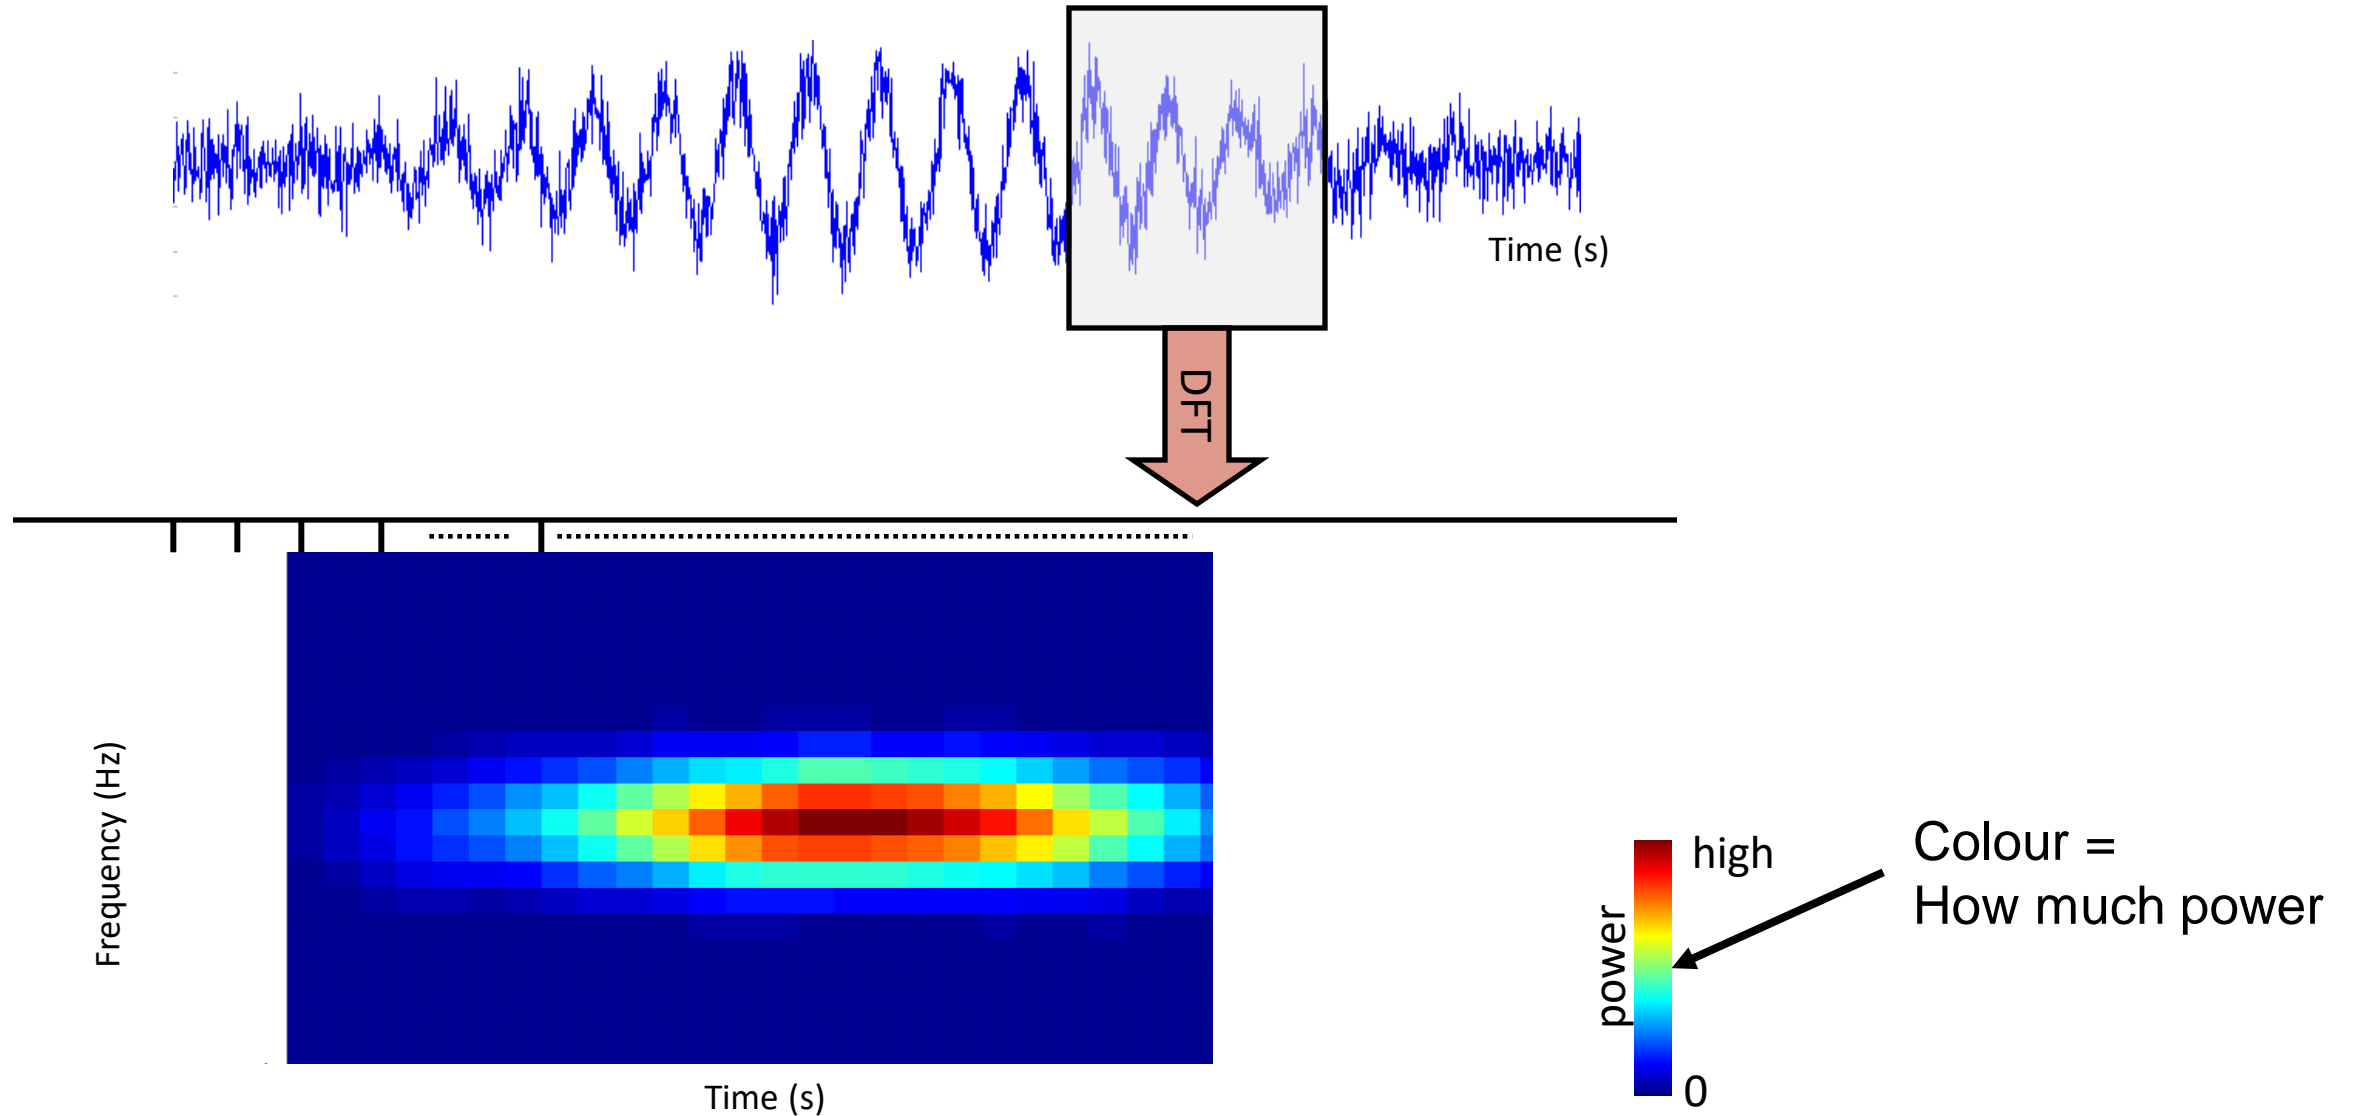 Time (s)
DFT
Frequency (Hz)
Time (s)
power
high
0
Colour =
How much power